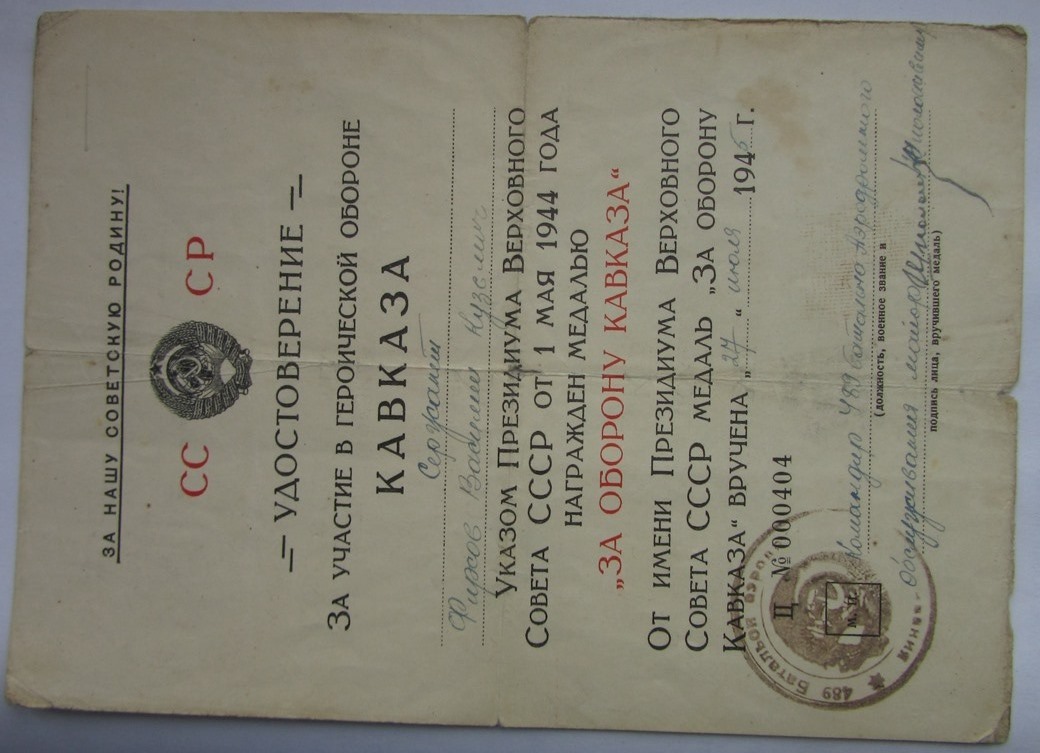 ЗА НАШУ СОВЕТСКУЮ РОДИНУ!
СС СР
УДОСТОВЕРЕНИЕ
ЗА УЧАСТИЕ В ГЕРОИЧЕСКОЙ ОБОРОНЕ
КАВКАЗА
Сержант
Вадим Кузьмич
УКАЗОМ ПРЕЗИДИУМА ВЕРХОВНОГО
СОВЕТА СССР ОТ 1 МАЯ 1944 ГОДА
НАГРАЖДЕН МЕДАЛЬЮ
„ЗА ОБОРОНУ КАВКАЗА“
ОТ ИМЕНИ ПРЕЗИДИУМА ВЕРХОВНОГО
СОВЕТА СССР МЕДАЛЬ „ЗА ОБОРОНУ
КАВКАЗА“ ВРУЧЕНА „27“ июля 1945 г.
Ц № 000404
М. П.
Командир 489 батальона Аэродромного
(должность, военное звание и
обслуживания майор
подпись лица, вручившего медаль)
489 Батальон аэро